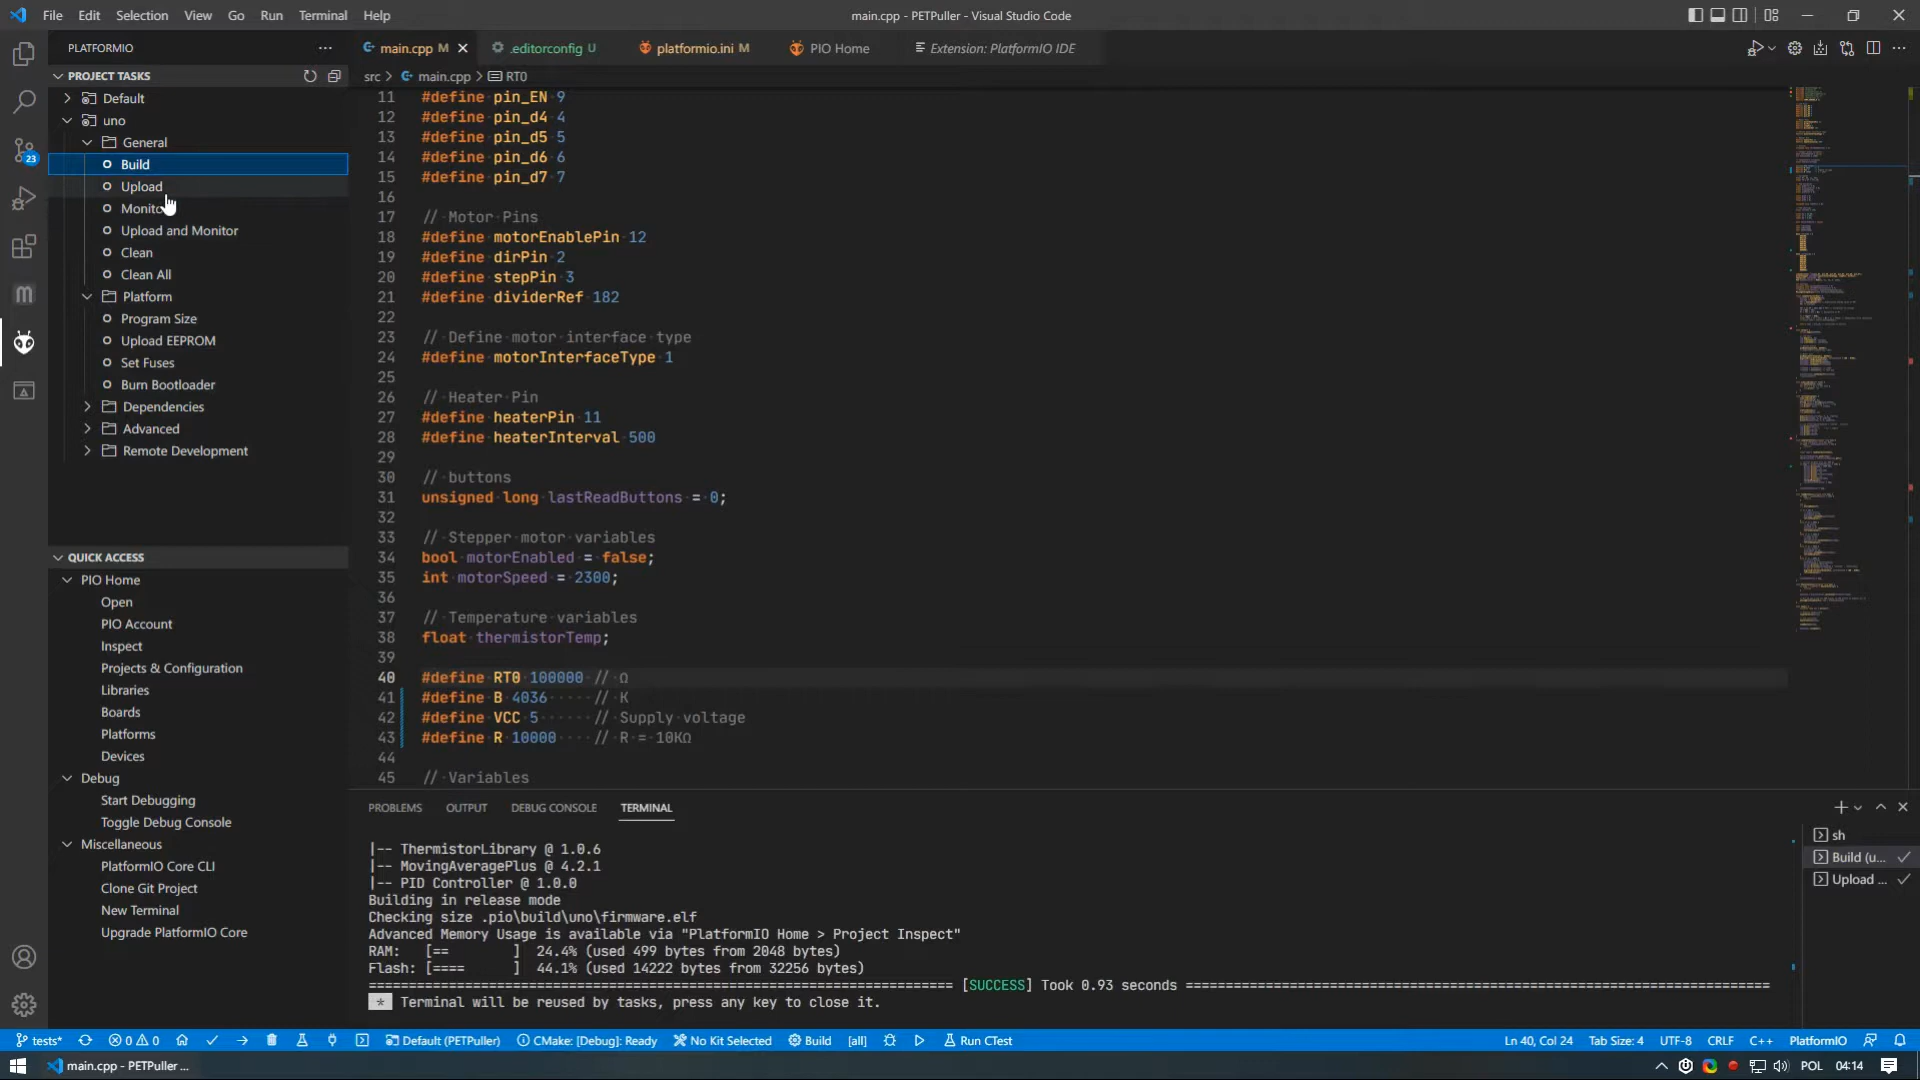 File Edit Selection View Go Run Terminal Help
main.cpp - PETPuller - Visual Studio Code
PLATFORMIO
main.cpp M .editorconfig U platformio.ini M PIO Home Extension: PlatformIO IDE
PROJECT TASKS
Default
uno
General
Build
Upload
Upload and Monitor
Clean
Clean All
Platform
Program Size
Upload EEPROM
Set Fuses
Burn Bootloader
Dependencies
Advanced
Remote Development
23
QUICK ACCESS
PIO Home
Open
PIO Account
Inspect
Projects & Configuration
Libraries
Boards
Platforms
Devices
Debug
Start Debugging
Toggle Debug Console
Miscellaneous
PlatformIO Core CLI
Clone Git Project
New Terminal
Upgrade PlatformIO Core
src > main.cpp > RT0
11 #define pin_EN 9
12 #define pin_d4 4
13 #define pin_d5 5
14 #define pin_d6 6
15 #define pin_d7 7
16
17 // Motor Pins
18 #define motorEnablePin 12
19 #define dirPin 2
20 #define stepPin 3
21 #define dividerRef 182
22
23 // Define motor interface type
24 #define motorInterfaceType 1
25
26 // Heater Pin
27 #define heaterPin 11
28 #define heaterInterval 500
29
30 // buttons
31 unsigned long lastReadButtons = 0;
32
33 // Stepper motor variables
34 bool motorEnabled = false;
35 int motorSpeed = 2300;
36
37 // Temperature variables
38 float thermistorTemp;
39
40 #define RT0 100000 // Ω
41 #define B 4036 // K
42 #define VCC 5 // Supply voltage
43 #define R 10000 // R = 10KΩ
44
45 // Variables
PROBLEMS OUTPUT DEBUG CONSOLE TERMINAL
|-- ThermistorLibrary @ 1.0.6
|-- MovingAveragePlus @ 4.2.1
|-- PID Controller @ 1.0.0
Building in release mode
Checking size .pio\build\uno\firmware.elf
Advanced Memory Usage is available via "PlatformIO Home > Project Inspect"
RAM: [== ] 24.4% (used 499 bytes from 2048 bytes)
Flash: [==== ] 44.1% (used 14222 bytes from 32256 bytes)
[SUCCESS] Took 0.93 seconds
* Terminal will be reused by tasks, press any key to close it.
sh
Build (u...
Upload ...
tests* 0 0 Default (PETPuller) CMake: [Debug]: Ready No Kit Selected Build [all] Run CTest
Ln 40, Col 24 Tab Size: 4 UTF-8 CRLF C++ PlatformIO
main.cpp - PETPuller ... POL 04:14